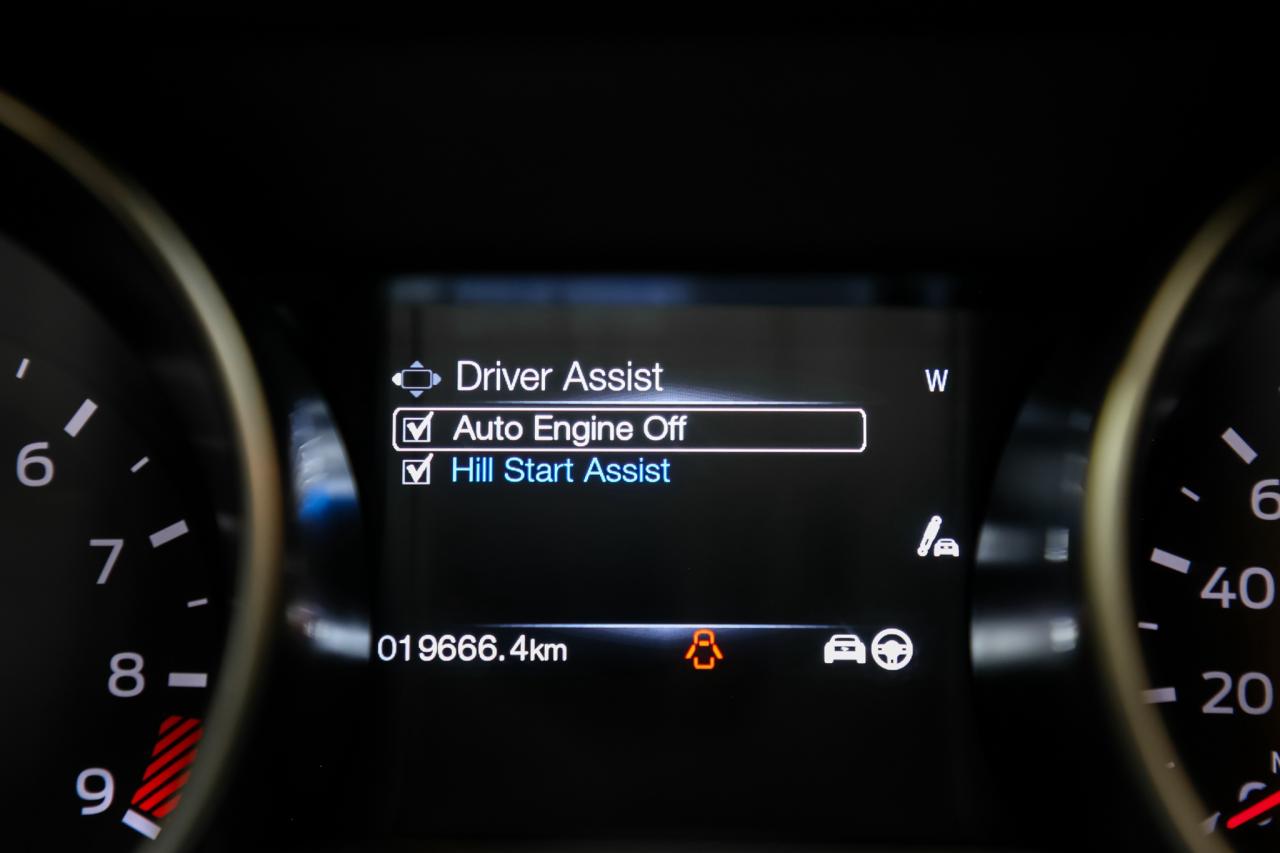 Driver Assist W
Auto Engine Off
Hill Start Assist
019666.4km
6
7
8
9
6
40
20